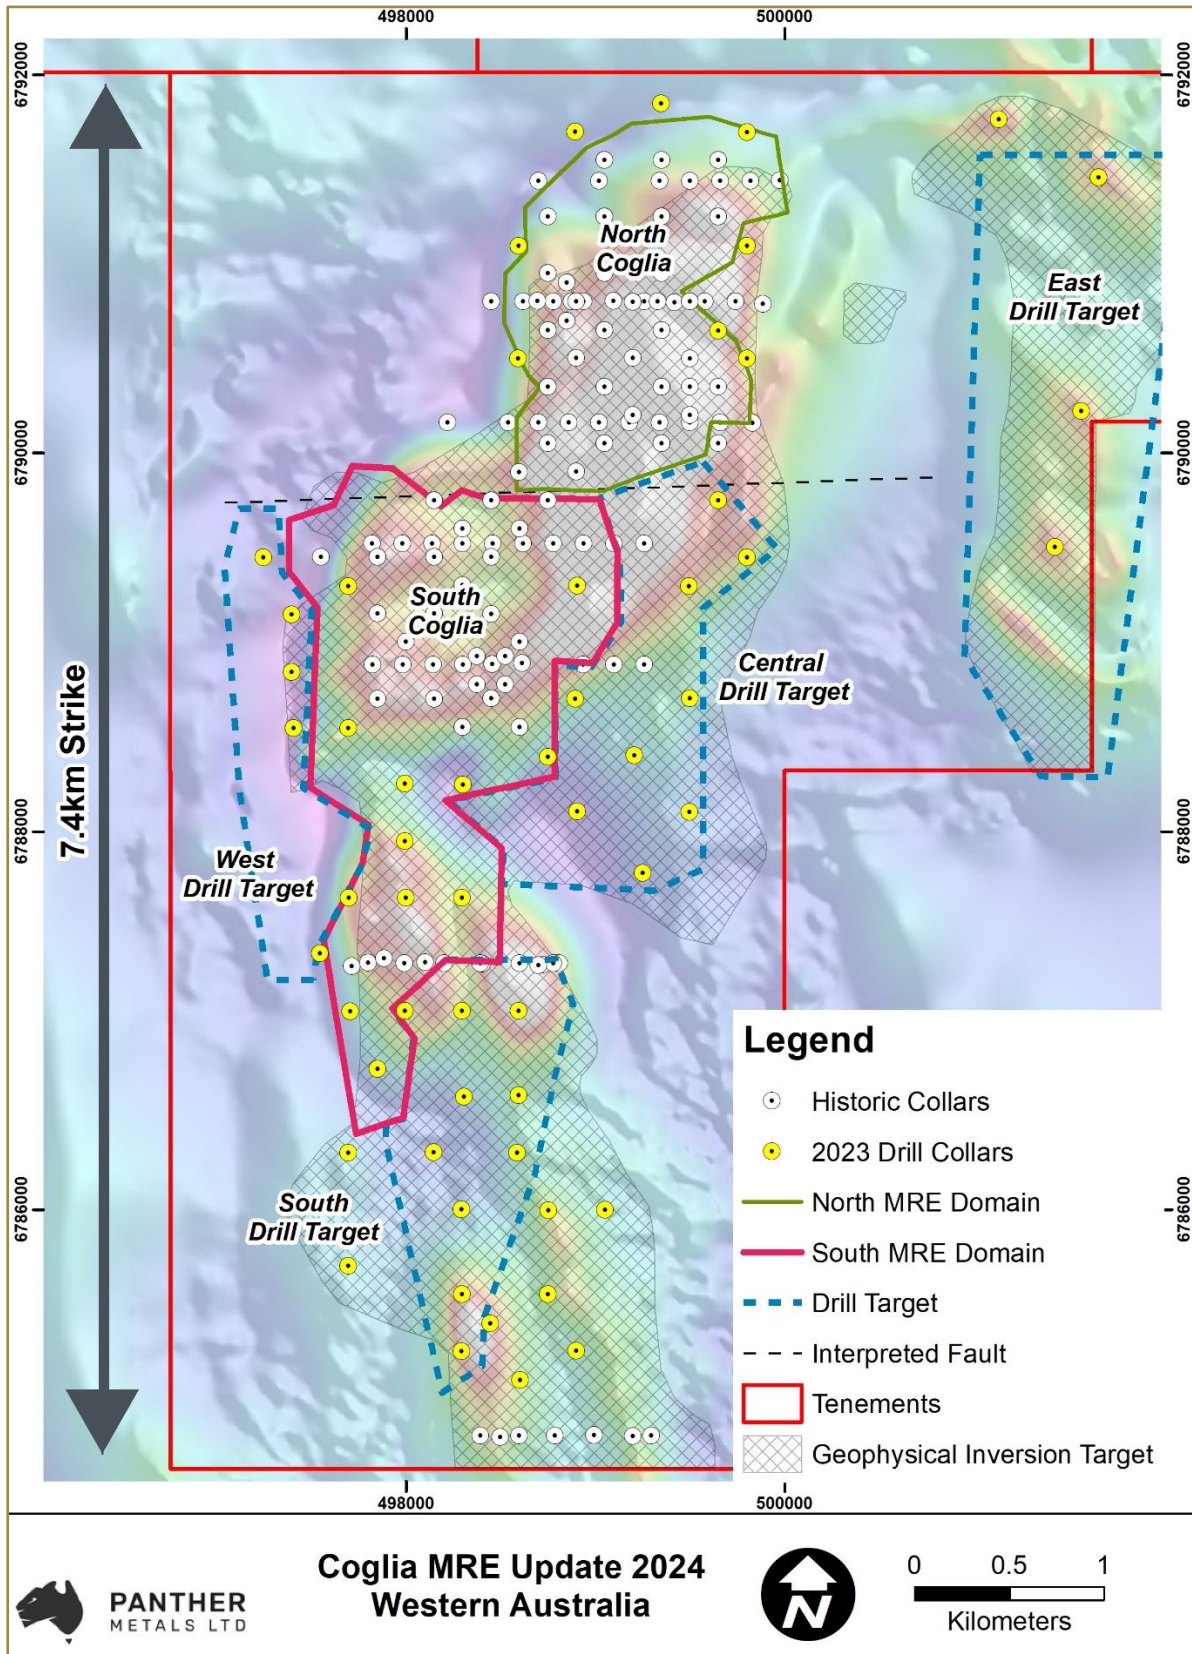 498000
500000
6792000
6792000
North
Coglia
East
Drill Target
6790000
6790000
South
Coglia
Central
Drill Target
7.4km Strike
6788000
6788000
West
Drill Target
South
Drill Target
6786000
6786000
Legend
Historic Collars
2023 Drill Collars
North MRE Domain
South MRE Domain
Drill Target
Interpreted Fault
Tenements
Geophysical Inversion Target
498000
500000
PANTHER
METALS LTD
Coglia MRE Update 2024
Western Australia
N
0 0.5 1
Kilometers